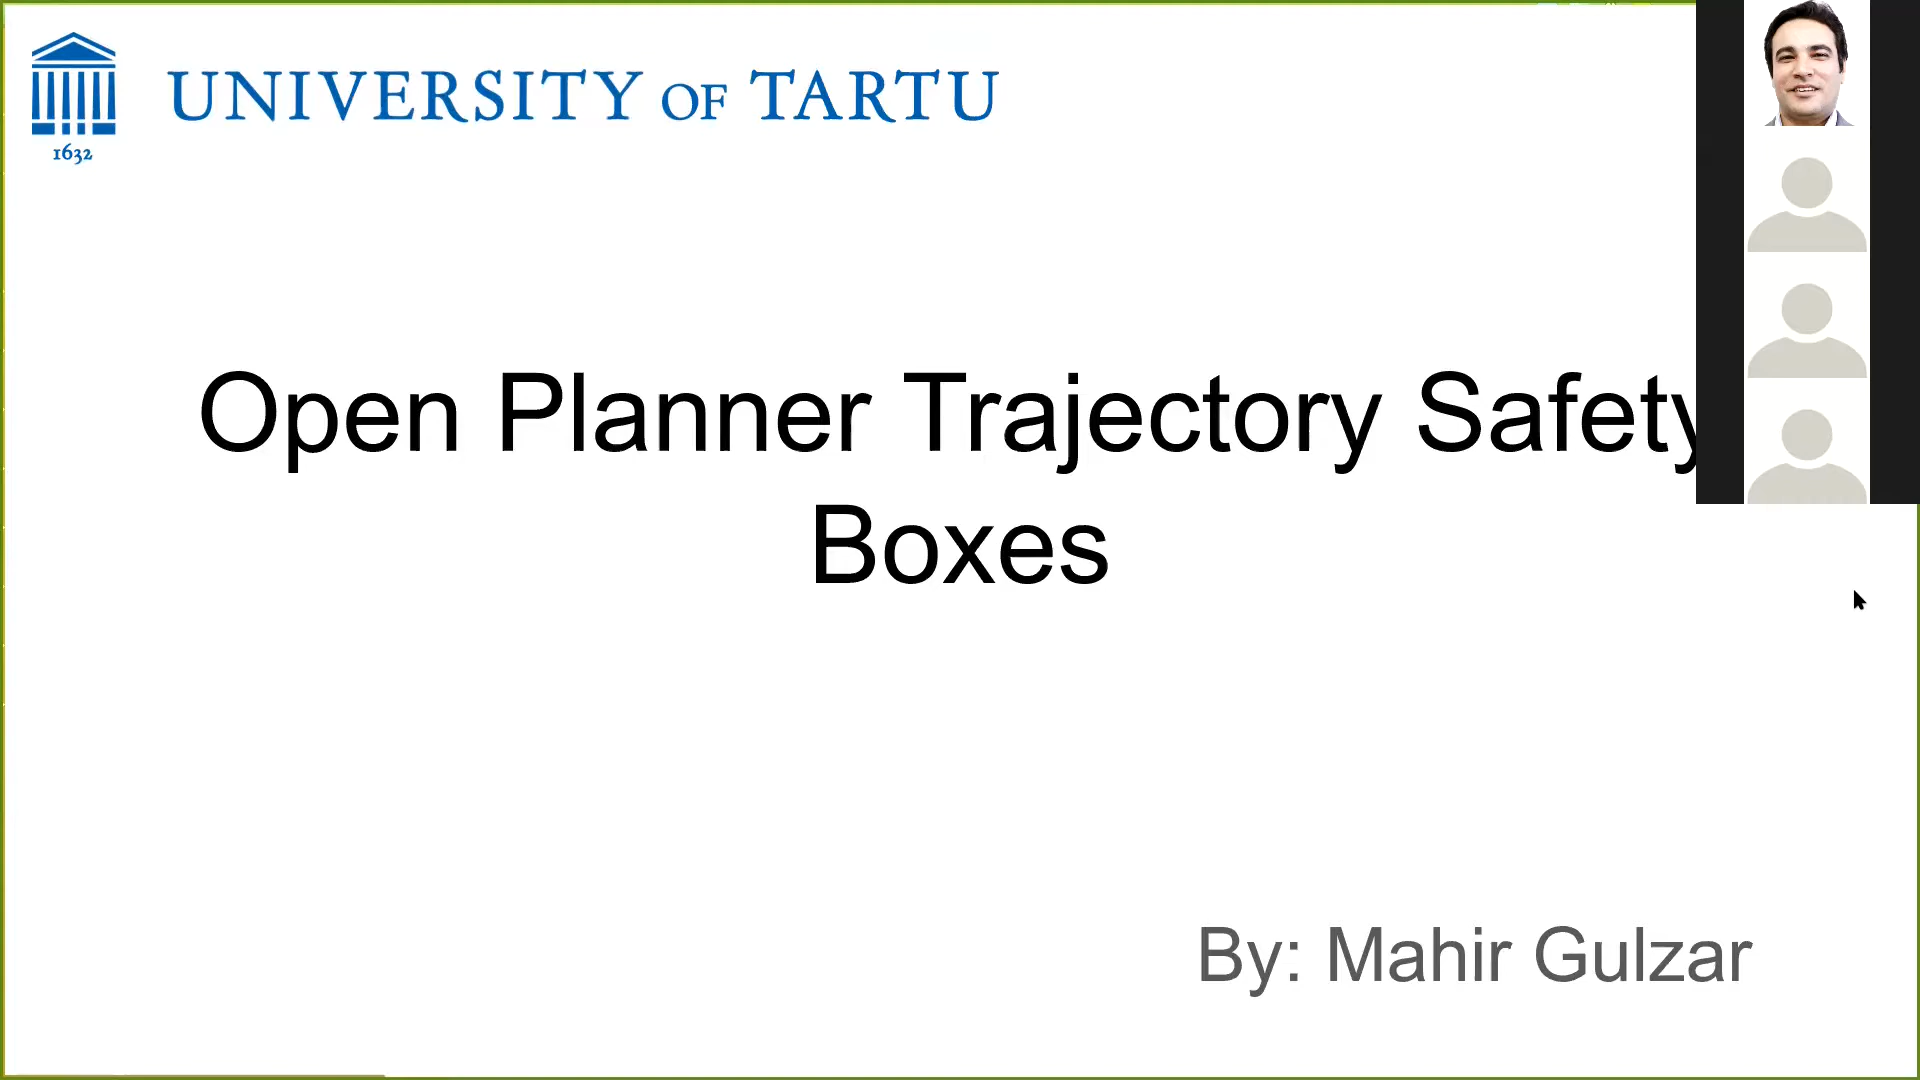 UNIVERSITY OF TARTU
1632
Open Planner Trajectory Safety
Boxes
By: Mahir Gulzar